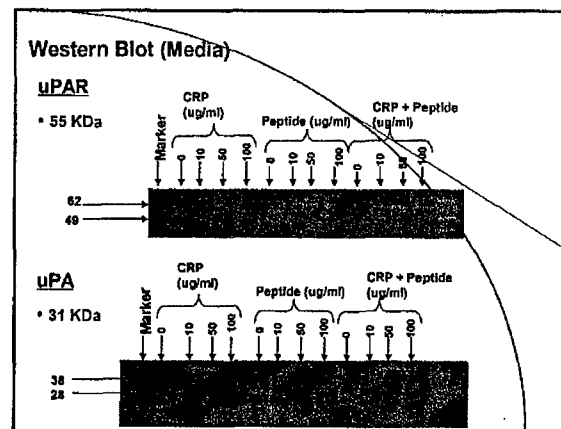 Western Blot (Media)
uPAR
• 55 KDa
Marker
CRP
(ug/ml)
0 10 50 100
Peptide (ug/ml)
0 10 50 100
CRP + Peptide
(ug/ml)
0 10 50 100
62
49
uPA
• 31 KDa
Marker
CRP
(ug/ml)
0 10 50 100
Peptide (ug/ml)
0 10 50 100
CRP + Peptide
(ug/ml)
0 10 50 100
38
28